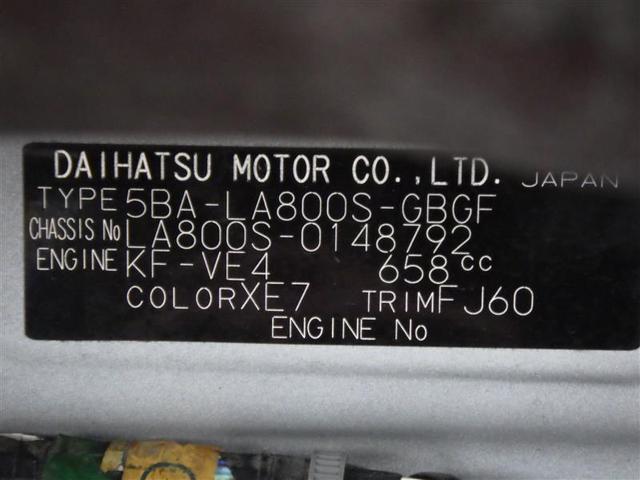 DAIHATSU MOTOR CO.,LTD. JAPAN
TYPE 5BA-LA800S-GBGF
CHASSIS No LA800S-0148792
ENGINE KF-VE4 658cc
COLOR XE7 TRIM FJ60
ENGINE No